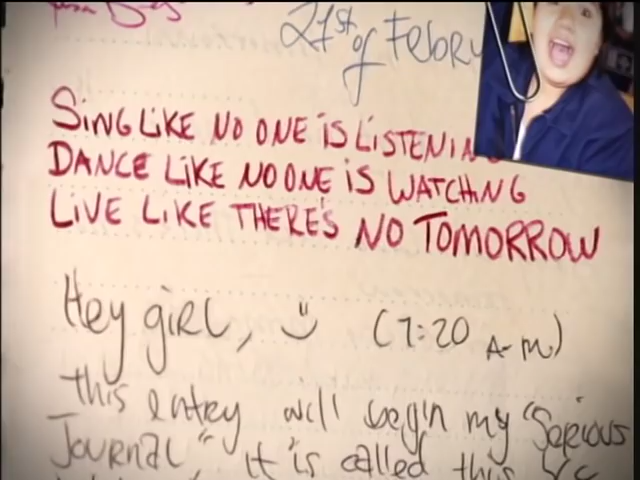 21st of Febru
SING LIKE NO ONE IS LISTENIN
DANCE LIKE NO ONE IS WATCHING
LIVE LIKE THERE'S NO TOMORROW
Hey girl, (7:20 A-M)
this entry will begin my "Serious
Journal," It is called this